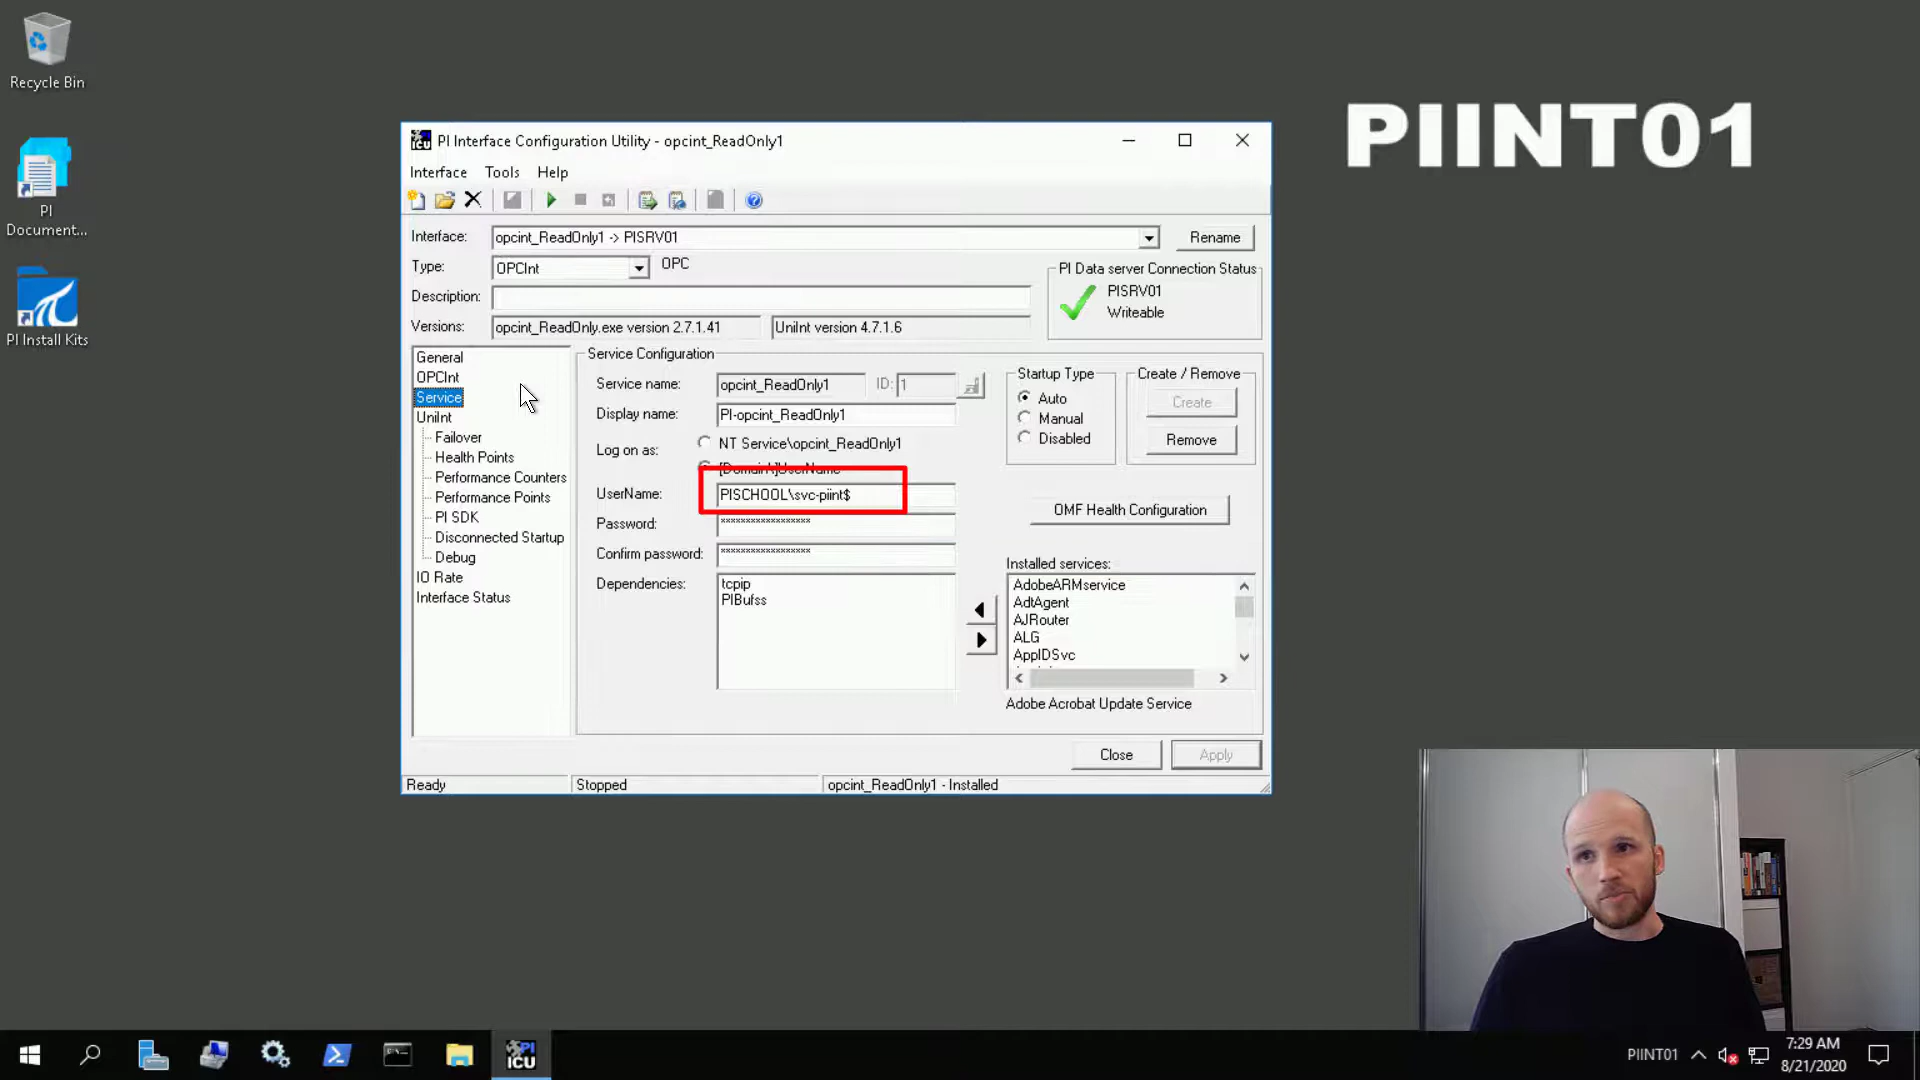 Recycle Bin
PI
Document...
PI Install Kits
PIINT01
PI Interface Configuration Utility - opcint_ReadOnly1
Interface Tools Help
Interface: opcint_ReadOnly1 -> PISRV01 Rename
Type: OPCInt OPC
Description:
Versions: opcint_ReadOnly.exe version 2.7.1.41 UniInt version 4.7.1.6
PI Data server Connection Status
PISRV01
Writeable
General
OPCInt
Service
UniInt
Failover
Health Points
Performance Counters
Performance Points
PI SDK
Disconnected Startup
Debug
IO Rate
Interface Status
Service Configuration
Service name: opcint_ReadOnly1 ID: 1
Display name: PI-opcint_ReadOnly1
Log on as: NT Service\opcint_ReadOnly1
[Domain\]UserName
UserName: PISCHOOL\svc-piint$
Password: ******************
Confirm password: ******************
Dependencies: tcpip
PIBufss
Startup Type
Auto
Manual
Disabled
Create / Remove
Create
Remove
OMF Health Configuration
Installed services:
AdobeARMservice
AdtAgent
AJRouter
ALG
AppIDSvc
Adobe Acrobat Update Service
Close Apply
Ready Stopped opcint_ReadOnly1 - Installed
PI
ICU
PIINT01
7:29 AM
8/21/2020